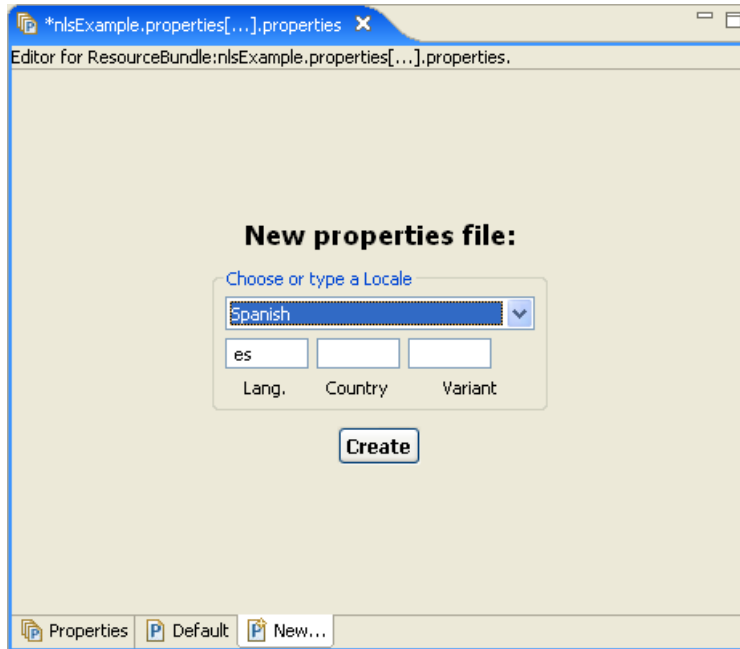 *nlsExample.properties[...].properties
Editor for ResourceBundle:nlsExample.properties[...].properties.
New properties file:
Choose or type a Locale
Spanish
es
Lang. Country Variant
Create
Properties Default New...